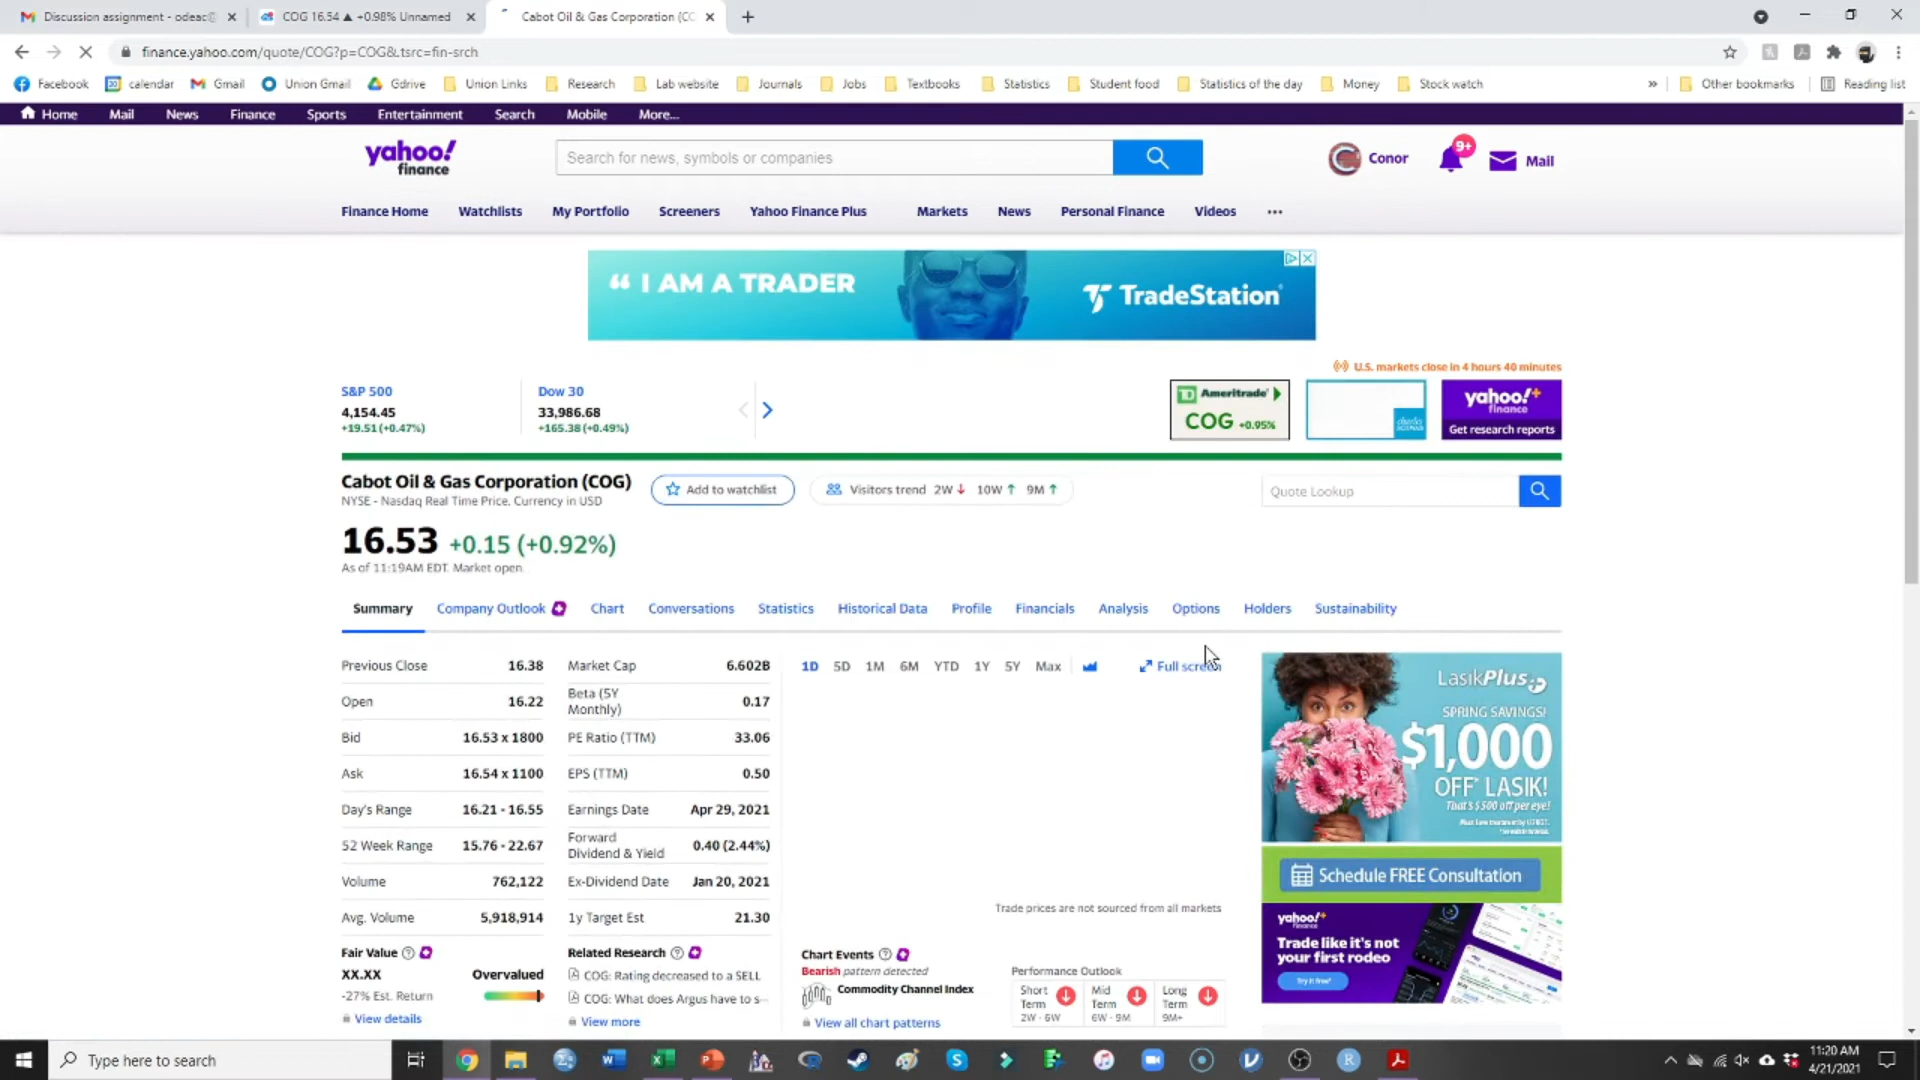 Discussion assignment - odeac@
COG 16.54 ▲ +0.98% Unnamed
Cabot Oil & Gas Corporation (CC
finance.yahoo.com/quote/COG?p=COG&.tsrc=fin-srch
Facebook calendar Gmail Union Gmail Gdrive Union Links Research Lab website Journals Jobs Textbooks Statistics Student food Statistics of the day Money Stock watch » Other bookmarks Reading list
Home Mail News Finance Sports Entertainment Search Mobile More...
yahoo!
finance
Search for news, symbols or companies
Conor
9+
Mail
Finance Home Watchlists My Portfolio Screeners Yahoo Finance Plus Markets News Personal Finance Videos ...
“ I AM A TRADER
TradeStation
U.S. markets close in 4 hours 40 minutes
S&P 500
4,154.45
+19.51 (+0.47%)
Dow 30
33,986.68
+165.38 (+0.49%)
TD Ameritrade
COG +0.95%
yahoo!+
finance
Get research reports
Cabot Oil & Gas Corporation (COG)
NYSE - Nasdaq Real Time Price. Currency in USD
Add to watchlist
Visitors trend 2W ↓ 10W ↑ 9M ↑
Quote Lookup
16.53 +0.15 (+0.92%)
As of 11:19AM EDT. Market open.
Summary Company Outlook Chart Conversations Statistics Historical Data Profile Financials Analysis Options Holders Sustainability
Previous Close 16.38
Open 16.22
Bid 16.53 x 1800
Ask 16.54 x 1100
Day's Range 16.21 - 16.55
52 Week Range 15.76 - 22.67
Volume 762,122
Avg. Volume 5,918,914
Market Cap 6.602B
Beta (5Y
Monthly) 0.17
PE Ratio (TTM) 33.06
EPS (TTM) 0.50
Earnings Date Apr 29, 2021
Forward
Dividend & Yield 0.40 (2.44%)
Ex-Dividend Date Jan 20, 2021
1y Target Est 21.30
1D 5D 1M 6M YTD 1Y 5Y Max
Full screen
Trade prices are not sourced from all markets
Fair Value
XX.XX Overvalued
-27% Est. Return
View details
Related Research
COG: Rating decreased to a SELL
COG: What does Argus have to s...
View more
Chart Events
Bearish pattern detected
Commodity Channel Index
View all chart patterns
Performance Outlook
Short
Term
2W - 6W
Mid
Term
6W - 9M
Long
Term
9M+
LasikPlus
SPRING SAVINGS!
$1,000
OFF* LASIK!
That's $500 off per eye!
Schedule FREE Consultation
yahoo!+
finance
Trade like it's not
your first rodeo
Try it free*
Type here to search
11:20 AM
4/21/2021